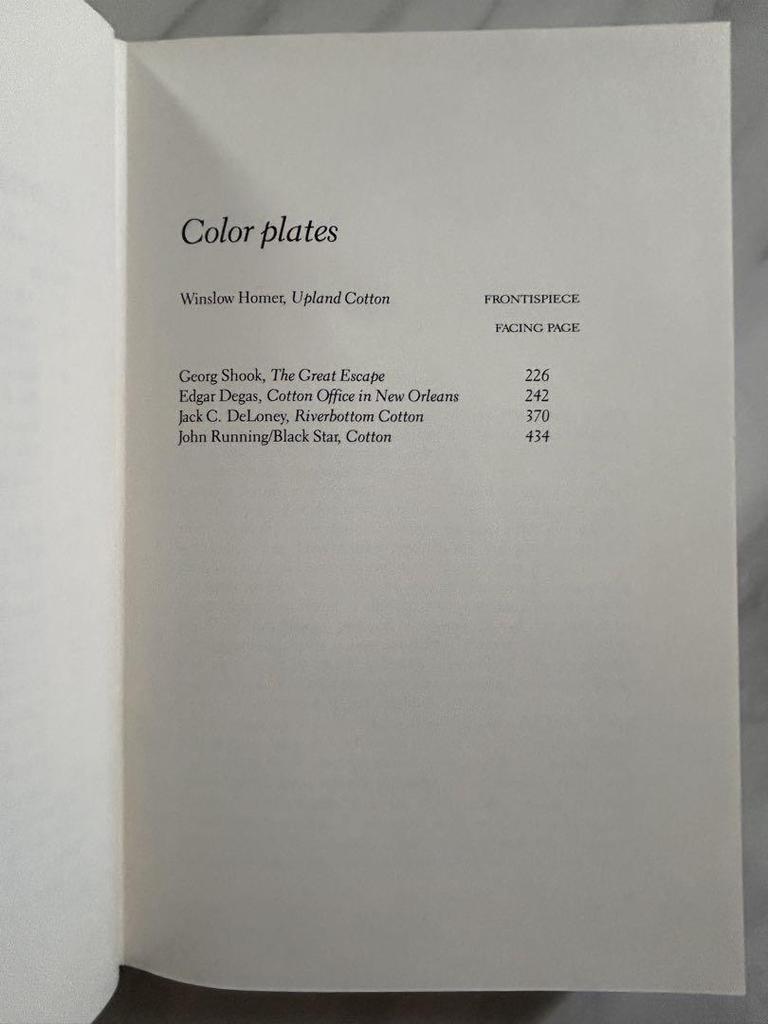 Color plates
Winslow Homer, Upland Cotton FRONTISPIECE
FACING PAGE
Georg Shook, The Great Escape 226
Edgar Degas, Cotton Office in New Orleans 242
Jack C. DeLoney, Riverbottom Cotton 370
John Running/Black Star, Cotton 434